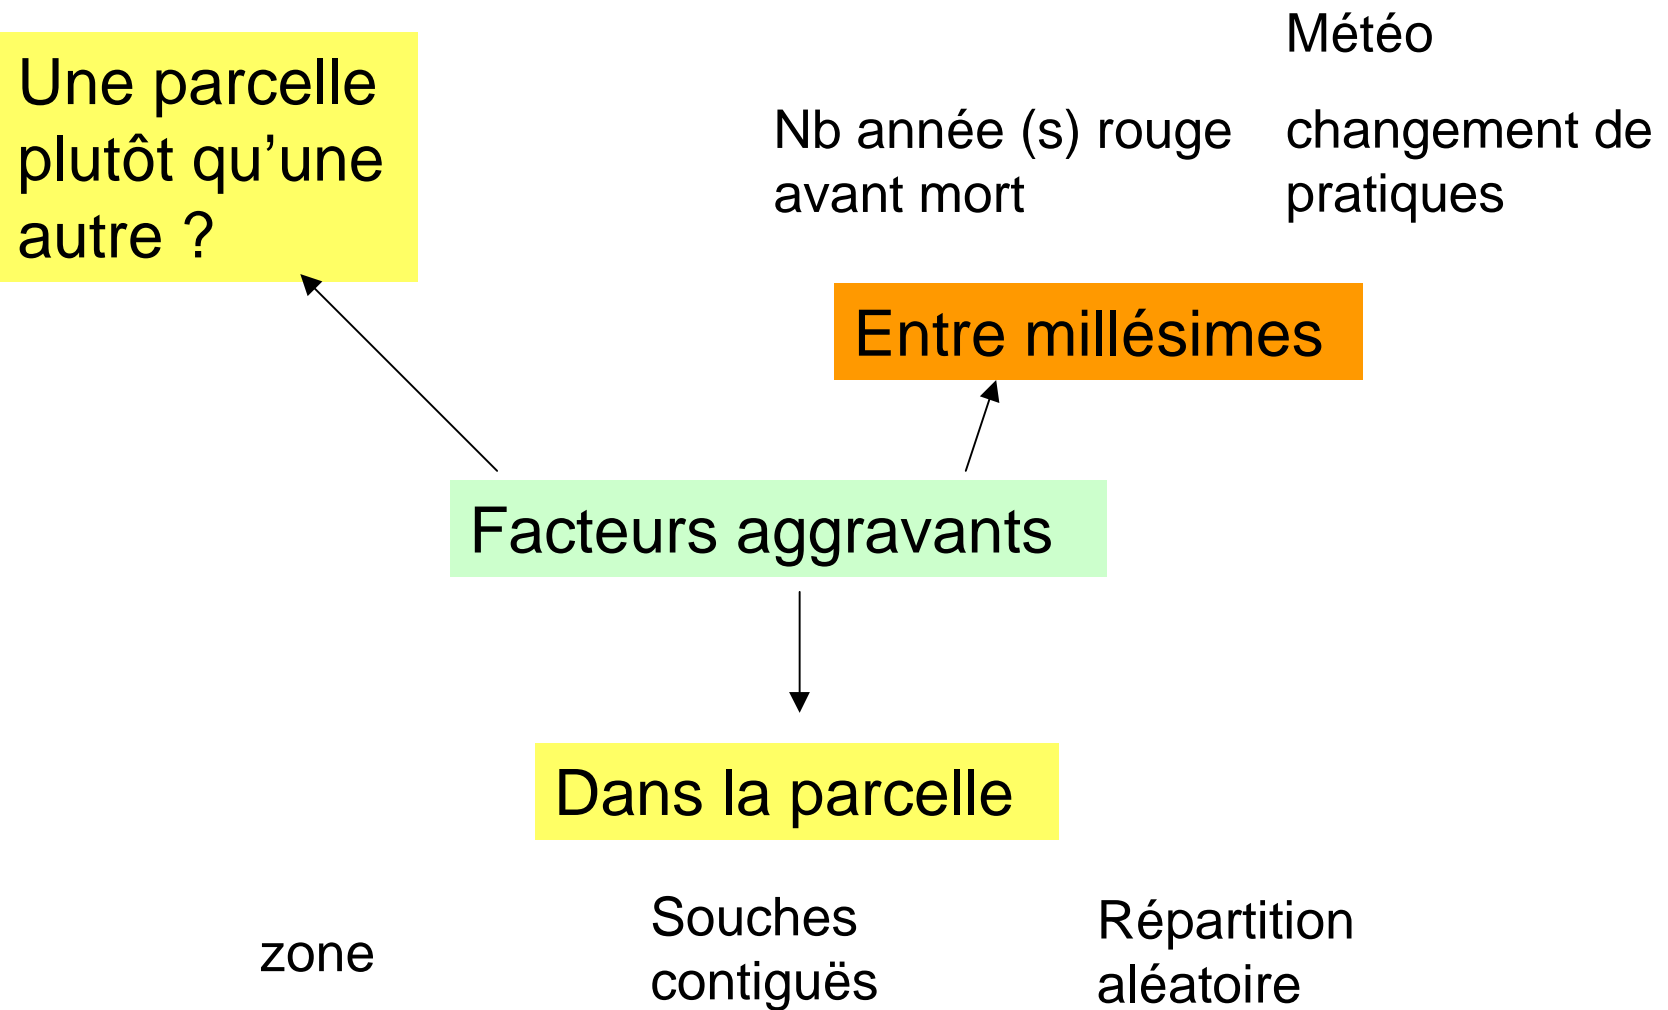 Une parcelle
plutôt qu’une
autre ?
Météo
Nb année (s) rouge
avant mort
changement de
pratiques
Entre millésimes
Facteurs aggravants
Dans la parcelle
zone
Souches
contiguës
Répartition
aléatoire